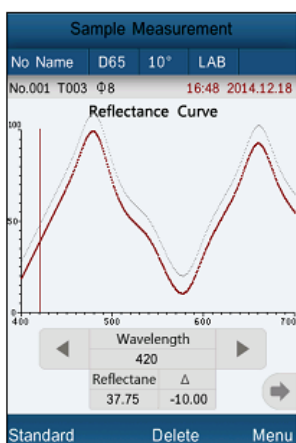 Sample Measurement
No Name D65 10° LAB
No.001 T003 Φ8 16:48 2014.12.18
Reflectance Curve
100
50
0
400 500 600 700
Wavelength
420
Reflectane Δ
37.75 -10.00
Standard Delete Menu